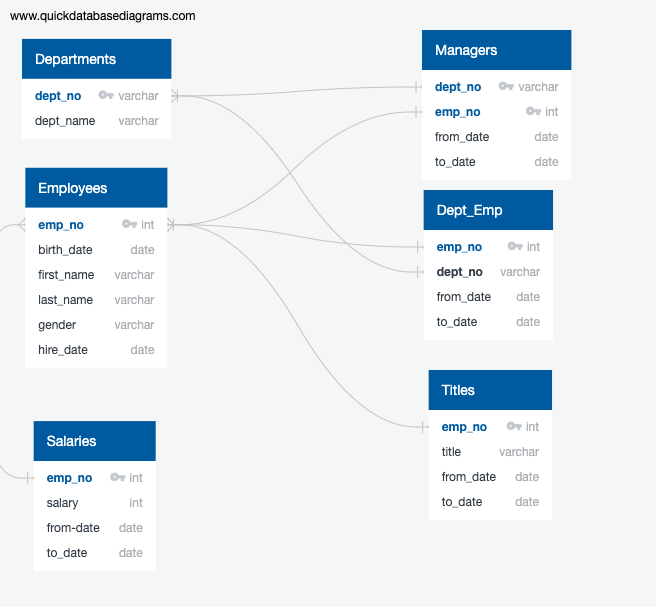 www.quickdatabasediagrams.com
Departments
dept_no varchar
dept_name varchar
Employees
emp_no int
birth_date date
first_name varchar
last_name varchar
gender varchar
hire_date date
Salaries
emp_no int
salary int
from-date date
to_date date
Managers
dept_no varchar
emp_no int
from_date date
to_date date
Dept_Emp
emp_no int
dept_no varchar
from_date date
to_date date
Titles
emp_no int
title varchar
from_date date
to_date date